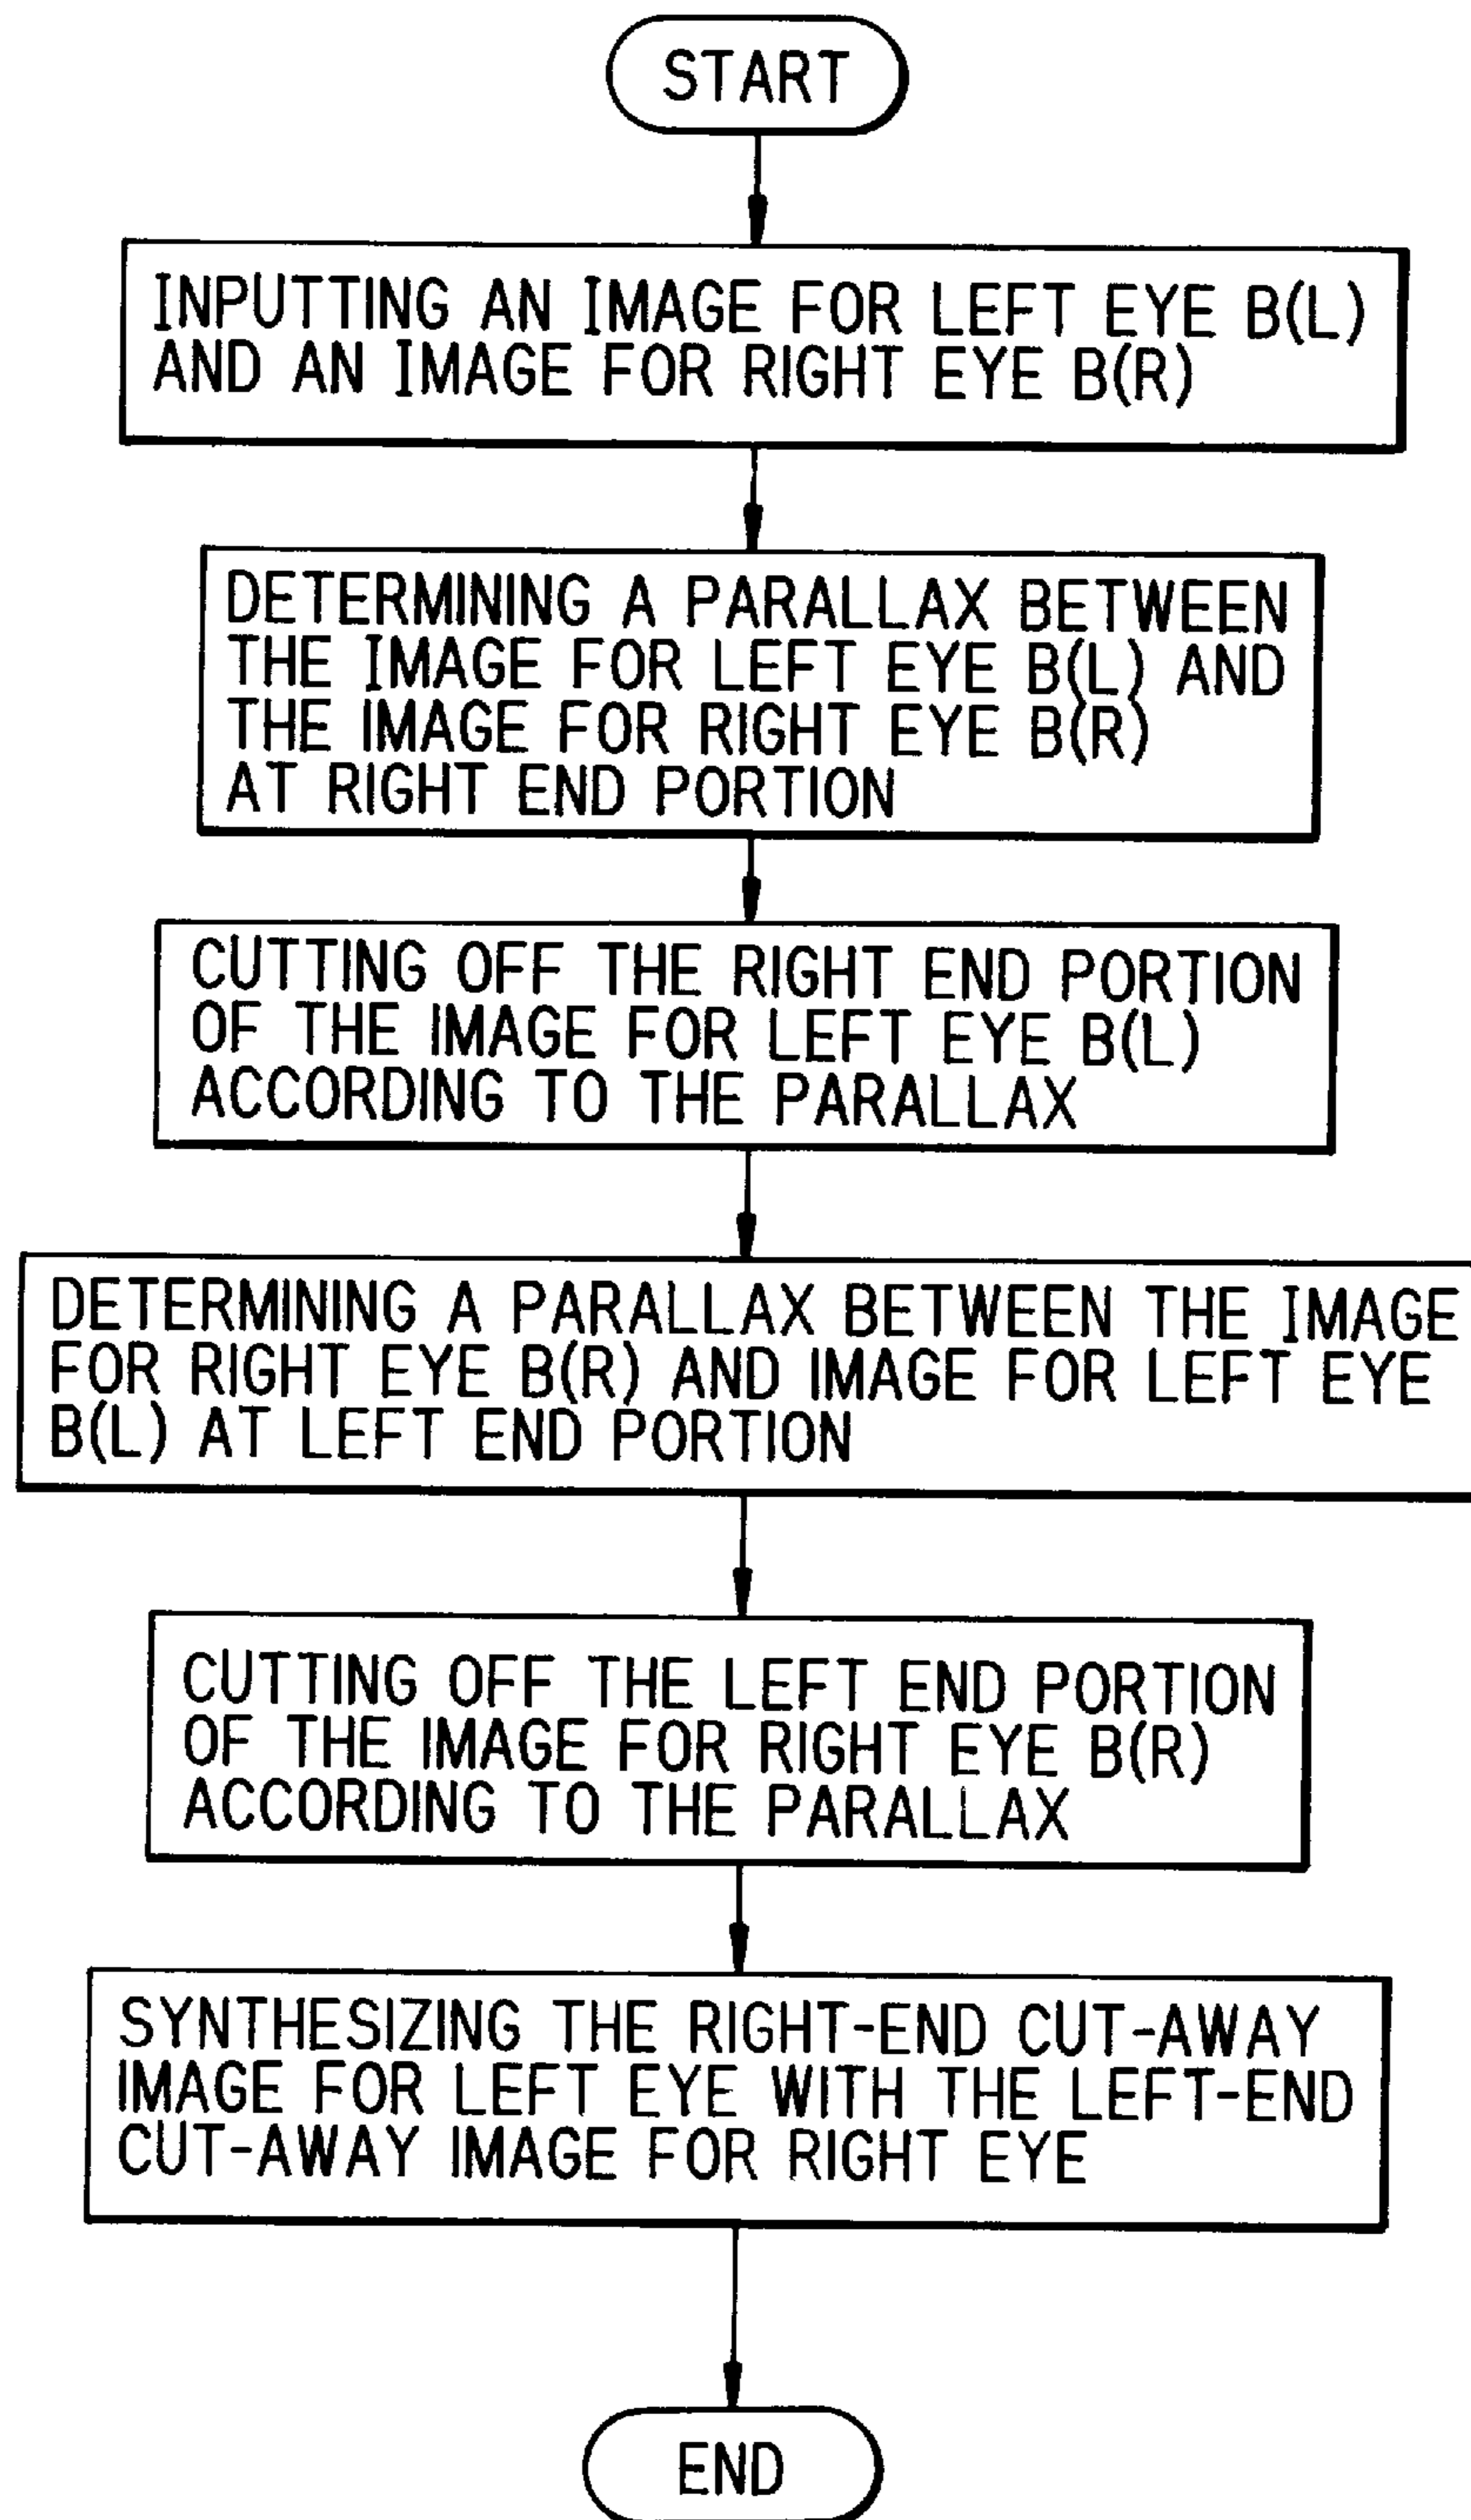 START
INPUTTING AN IMAGE FOR LEFT EYE B(L)
AND AN IMAGE FOR RIGHT EYE B(R)
DETERMINING A PARALLAX BETWEEN
THE IMAGE FOR LEFT EYE B(L) AND
THE IMAGE FOR RIGHT EYE B(R)
AT RIGHT END PORTION
CUTTING OFF THE RIGHT END PORTION
OF THE IMAGE FOR LEFT EYE B(L)
ACCORDING TO THE PARALLAX
DETERMINING A PARALLAX BETWEEN THE IMAGE
FOR RIGHT EYE B(R) AND IMAGE FOR LEFT EYE
B(L) AT LEFT END PORTION
CUTTING OFF THE LEFT END PORTION
OF THE IMAGE FOR RIGHT EYE B(R)
ACCORDING TO THE PARALLAX
SYNTHESIZING THE RIGHT-END CUT-AWAY
IMAGE FOR LEFT EYE WITH THE LEFT-END
CUT-AWAY IMAGE FOR RIGHT EYE
END